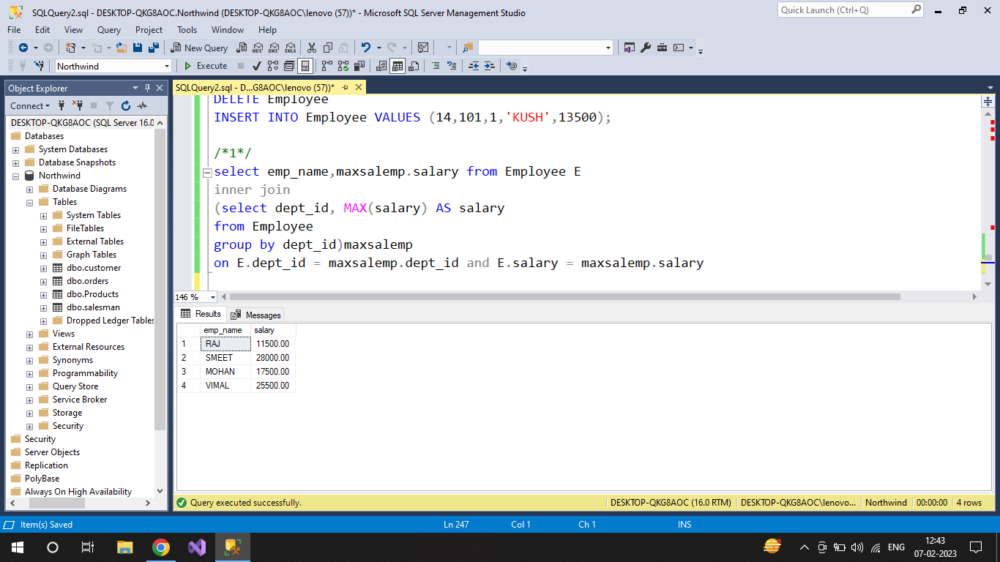 SQLQuery2.sql - DESKTOP-QKG8AOC.Northwind (DESKTOP-QKG8AOC\lenovo (57))* - Microsoft SQL Server Management Studio
Quick Launch (Ctrl+Q)
File Edit View Query Project Tools Window Help
New Query
MDX DMX XMLA
Northwind
Execute
Object Explorer
Connect
DESKTOP-QKG8AOC (SQL Server 16.0
Databases
System Databases
Database Snapshots
Northwind
Database Diagrams
Tables
System Tables
FileTables
External Tables
Graph Tables
dbo.customer
dbo.orders
dbo.Products
dbo.salesman
Dropped Ledger Tables
Views
External Resources
Synonyms
Programmability
Query Store
Service Broker
Storage
Security
Security
Server Objects
Replication
PolyBase
Always On High Availability
SQLQuery2.sql - D...G8AOC\lenovo (57))*
DELETE Employee
INSERT INTO Employee VALUES (14,101,1,'KUSH',13500);
/*1*/
select emp_name,maxsalemp.salary from Employee E
inner join
(select dept_id, MAX(salary) AS salary
from Employee
group by dept_id)maxsalemp
on E.dept_id = maxsalemp.dept_id and E.salary = maxsalemp.salary
146 %
Results Messages
emp_name salary
1 RAJ 11500.00
2 SMEET 28000.00
3 MOHAN 17500.00
4 VIMAL 25500.00
Query executed successfully.
DESKTOP-QKG8AOC (16.0 RTM) DESKTOP-QKG8AOC\lenovo... Northwind 00:00:00 4 rows
Item(s) Saved Ln 247 Col 1 Ch 1 INS
ENG
12:43
07-02-2023